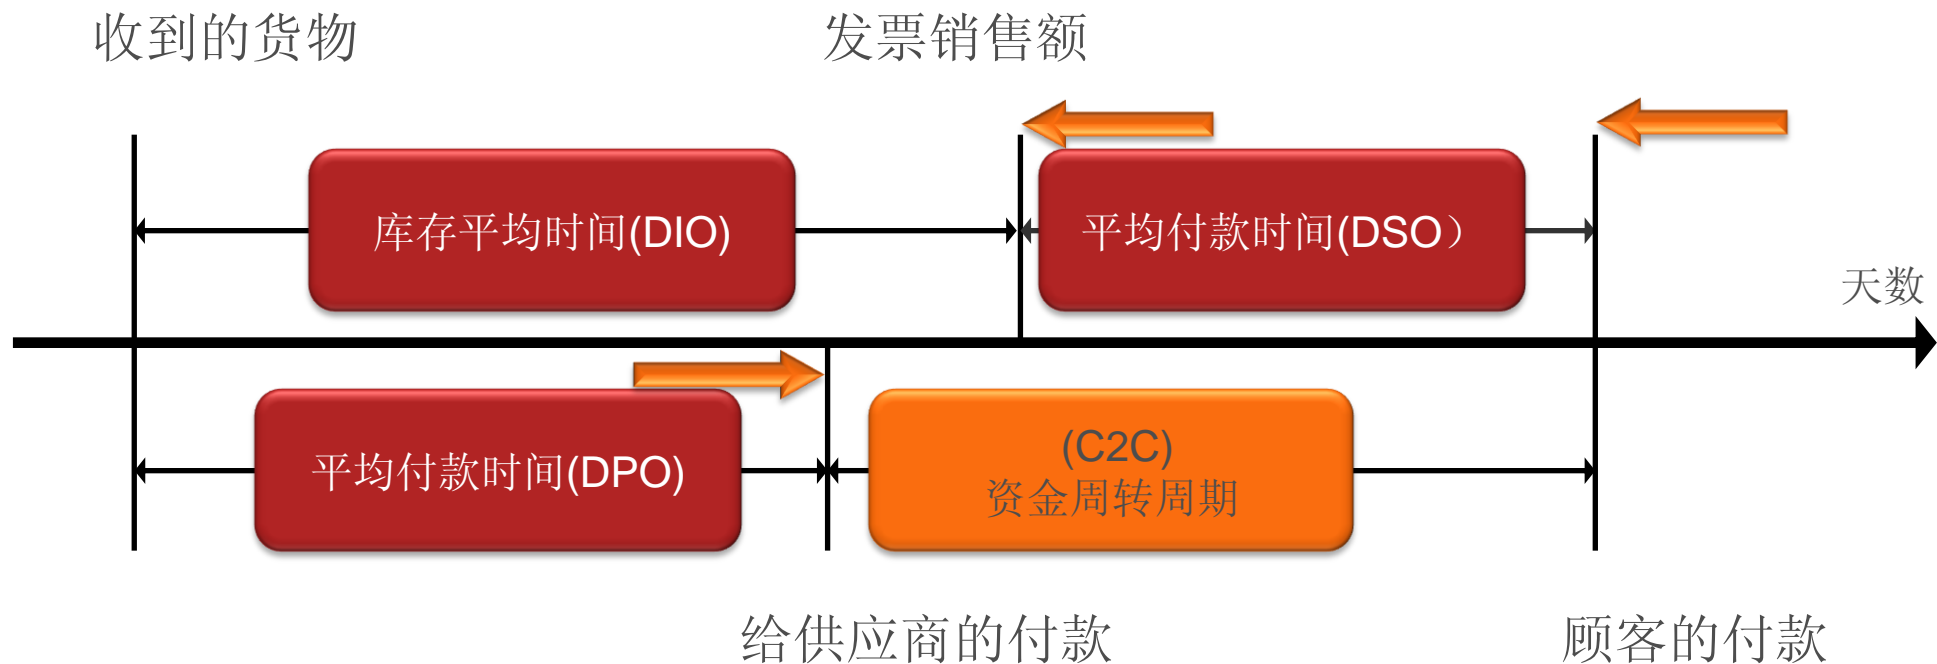 收到的货物
发票销售额
库存平均时间(DIO)
平均付款时间(DSO）
天数
平均付款时间(DPO)
(C2C)
资金周转周期
给供应商的付款
顾客的付款